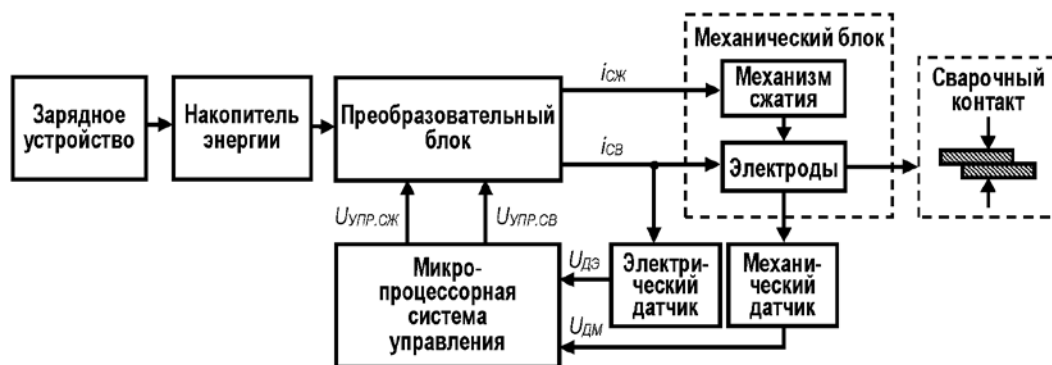 Механический блок
Зарядное
устройство
Накопитель
энергии
Преобразовательный
блок
iСЖ
Механизм
сжатия
iСВ
Электроды
Сварочный
контакт
UУПР.СЖ
UУПР.СВ
Микро-
процессорная
система
управления
UДЭ
Электри-
ческий
датчик
Механи-
ческий
датчик
UДМ